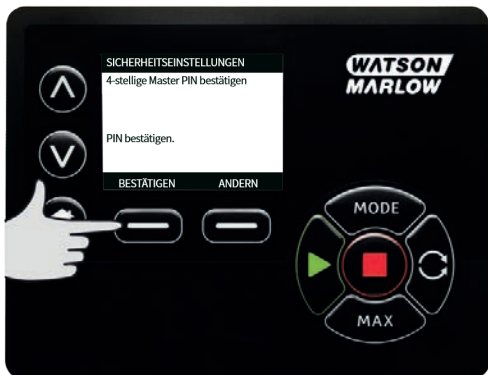 SICHERHEITSEINSTELLUNGEN
4-stellige Master PIN bestätigen
PIN bestätigen.
BESTÄTIGEN ANDERN
WATSON
MARLOW
MODE
MAX